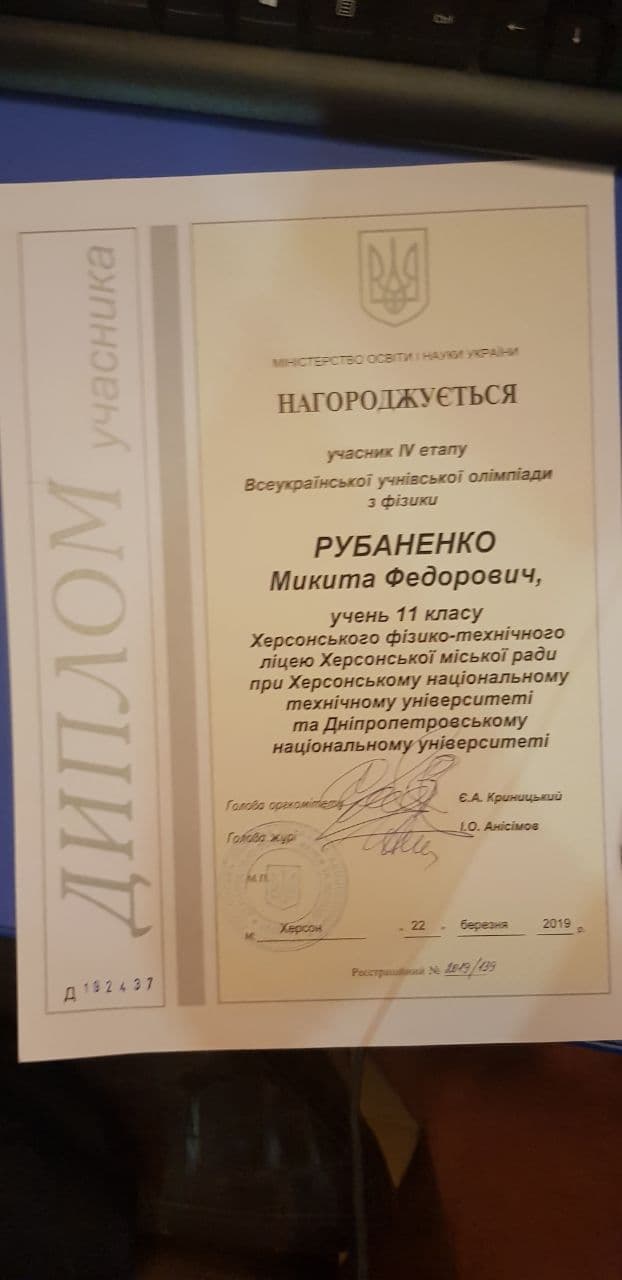 ДИПЛОМ учасника
Д 192437
МІНІСТЕРСТВО ОСВІТИ І НАУКИ УКРАЇНИ
НАГОРОДЖУЄТЬСЯ
учасник IV етапу
Всеукраїнської учнівської олімпіади
з фізики
РУБАНЕНКО
Микита Федорович,
учень 11 класу
Херсонського фізико-технічного
ліцею Херсонської міської ради
при Херсонському національному
технічному університеті
та Дніпропетровському
національному університеті
Голова оргкомітету Є.А. Криницький
Голова журі І.О. Анісімов
М.П.
м. Херсон 22 березня 2019 р.
Реєстраційний № 2019/139